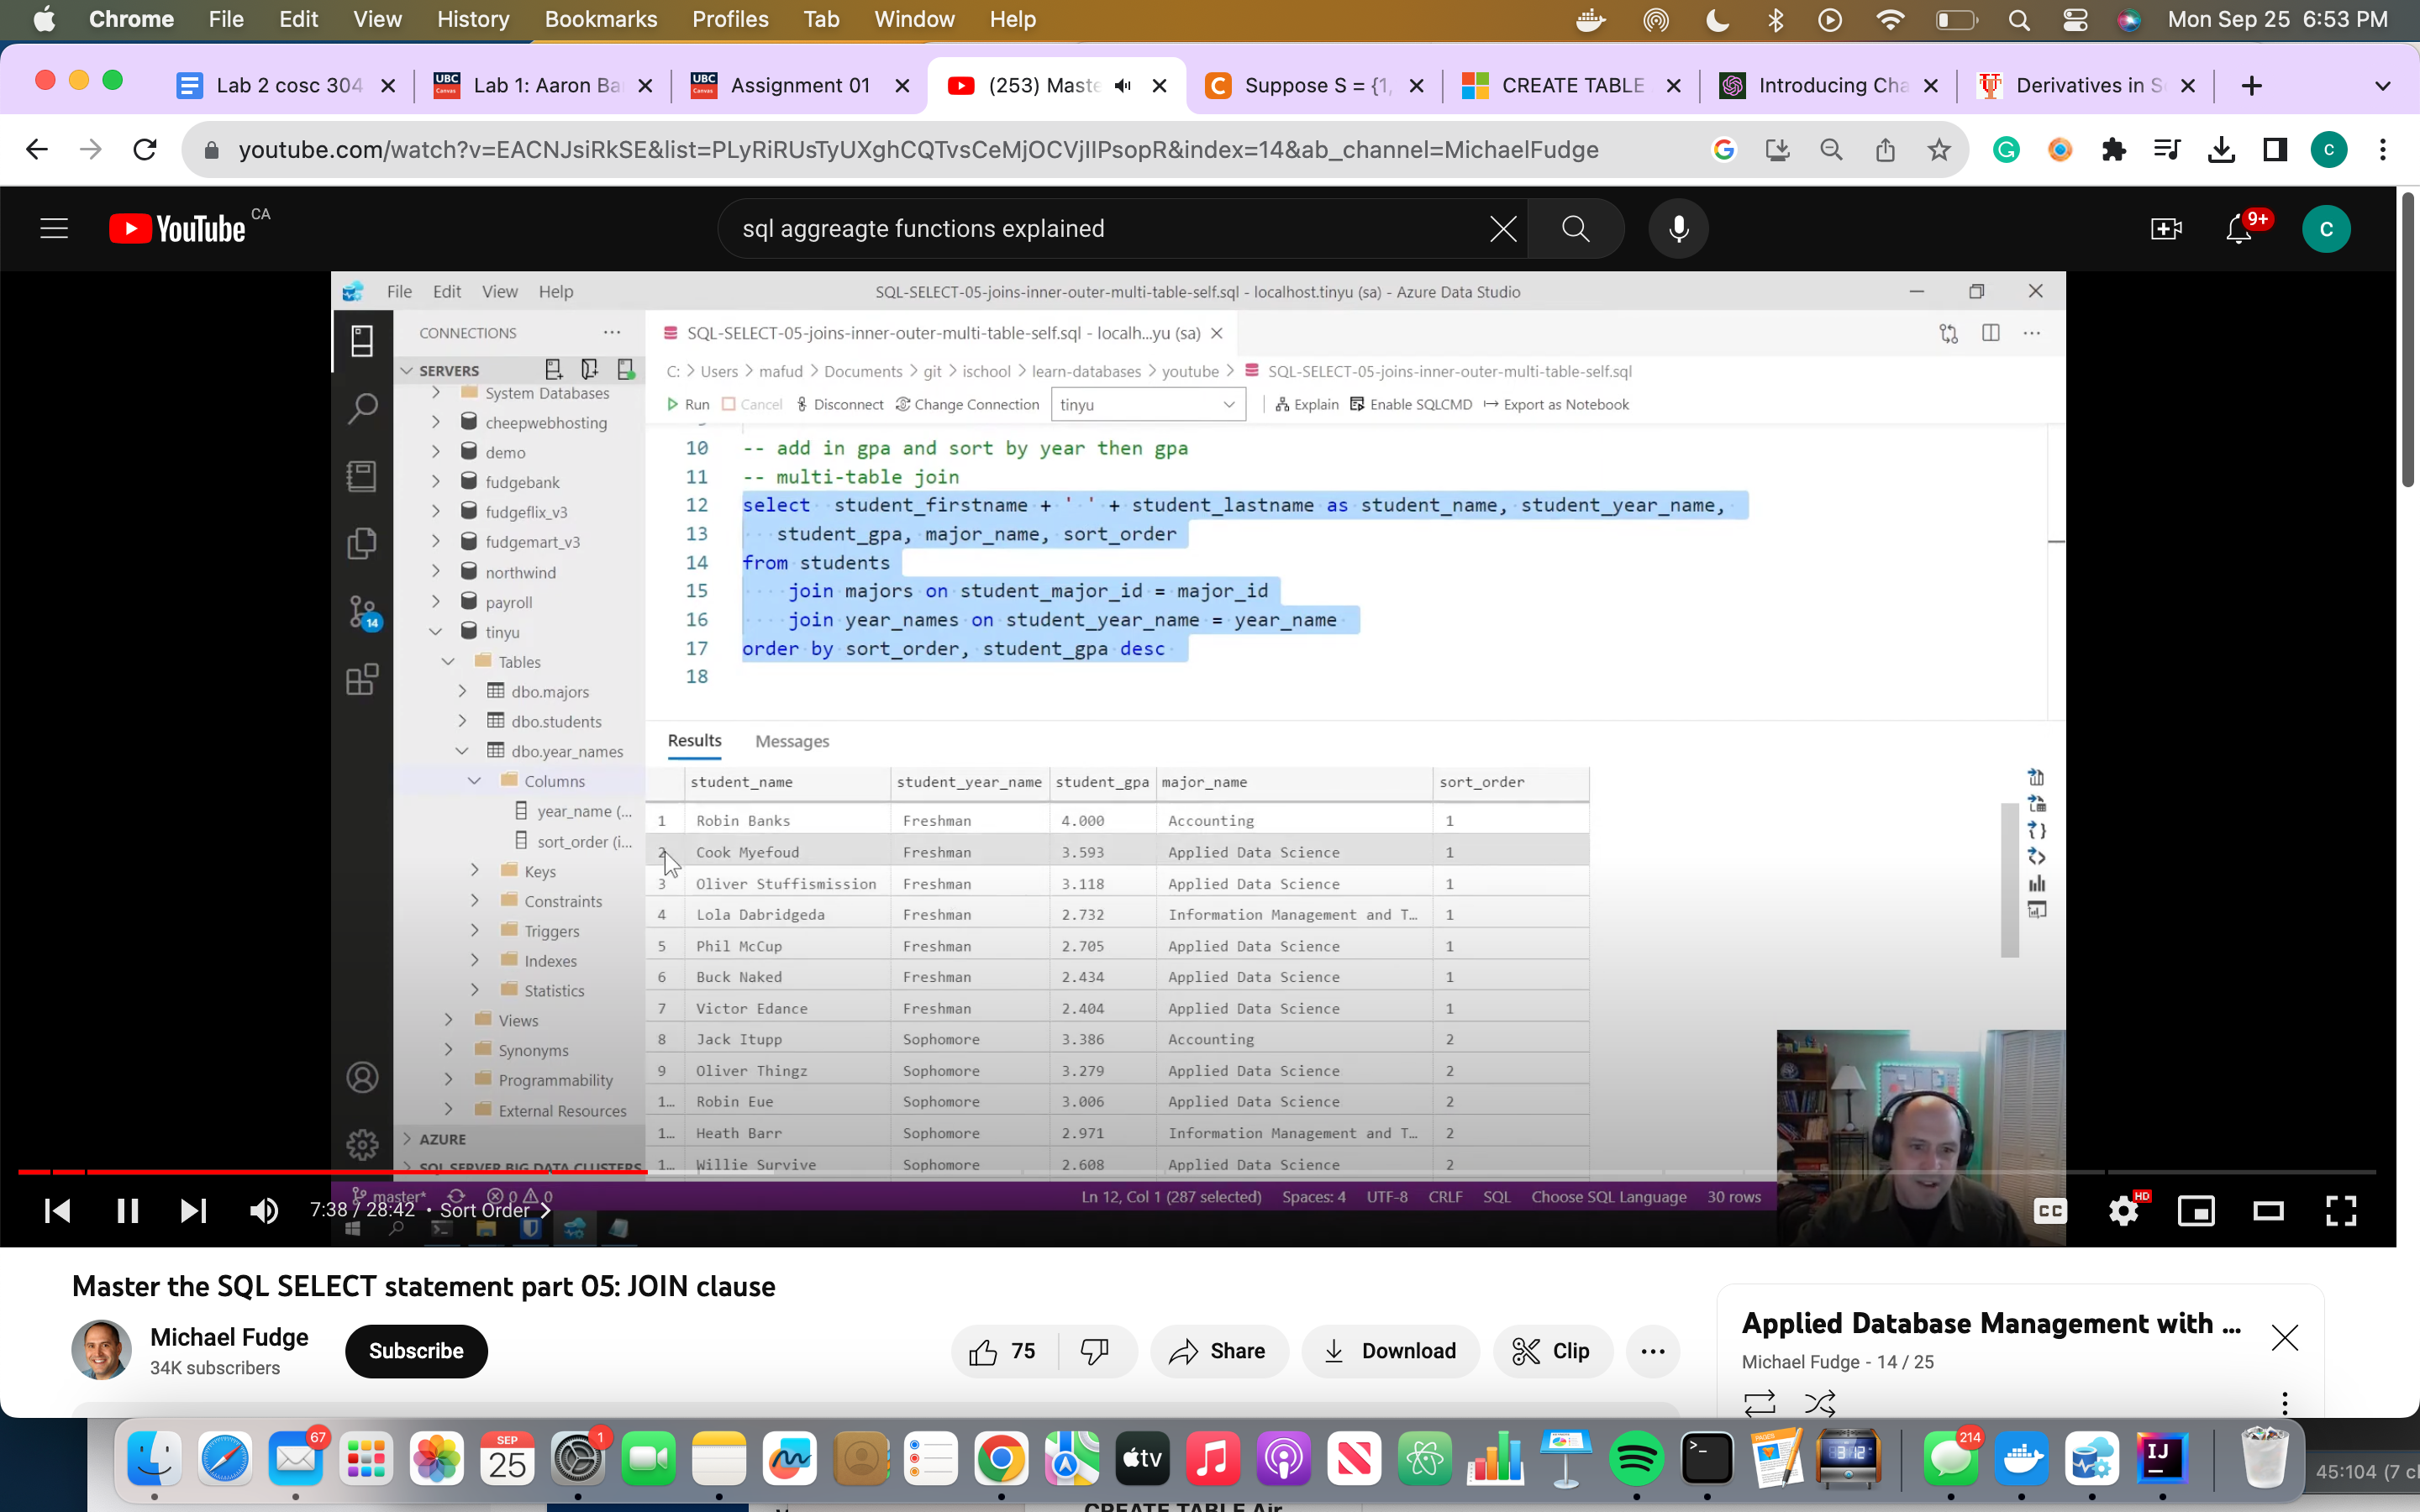 Chrome File Edit View History Bookmarks Profiles Tab Window Help Mon Sep 25 6:53 PM
Lab 2 cosc 304 Lab 1: Aaron Ba Assignment 01 (253) Maste Suppose S = {1, CREATE TABLE Introducing Cha Derivatives in S
youtube.com/watch?v=EACNJsiRkSE&list=PLyRiRUsTyUXghCQTvsCeMjOCVjIIPsopR&index=14&ab_channel=MichaelFudge
YouTube CA sql aggreagte functions explained 9+ C
File Edit View Help SQL-SELECT-05-joins-inner-outer-multi-table-self.sql - localhost.tinyu (sa) - Azure Data Studio
CONNECTIONS ... SQL-SELECT-05-joins-inner-outer-multi-table-self.sql - localh...yu (sa)
SERVERS C: > Users > mafud > Documents > git > ischool > learn-databases > youtube > SQL-SELECT-05-joins-inner-outer-multi-table-self.sql
Run Cancel Disconnect Change Connection tinyu Explain Enable SQLCMD Export as Notebook
System Databases
cheepwebhosting
demo
fudgebank
fudgeflix_v3
fudgemart_v3
northwind
payroll
tinyu
Tables
dbo.majors
dbo.students
dbo.year_names
Columns
year_name (...
sort_order (i...
Keys
Constraints
Triggers
Indexes
Statistics
Views
Synonyms
Programmability
External Resources
AZURE
SQL SERVER BIG DATA CLUSTERS
14
10 -- add in gpa and sort by year then gpa
11 -- multi-table join
12 select student_firstname + ' ' + student_lastname as student_name, student_year_name,
13 student_gpa, major_name, sort_order
14 from students
15 join majors on student_major_id = major_id
16 join year_names on student_year_name = year_name
17 order by sort_order, student_gpa desc
18
Results Messages
student_name student_year_name student_gpa major_name sort_order
1 Robin Banks Freshman 4.000 Accounting 1
2 Cook Myefoud Freshman 3.593 Applied Data Science 1
3 Oliver Stuffismission Freshman 3.118 Applied Data Science 1
4 Lola Dabridgeda Freshman 2.732 Information Management and T... 1
5 Phil McCup Freshman 2.705 Applied Data Science 1
6 Buck Naked Freshman 2.434 Applied Data Science 1
7 Victor Edance Freshman 2.404 Applied Data Science 1
8 Jack Itupp Sophomore 3.386 Accounting 2
9 Oliver Thingz Sophomore 3.279 Applied Data Science 2
1... Robin Eue Sophomore 3.006 Applied Data Science 2
1... Heath Barr Sophomore 2.971 Information Management and T... 2
1... Willie Survive Sophomore 2.608 Applied Data Science 2
master* 0 0 Ln 12, Col 1 (287 selected) Spaces: 4 UTF-8 CRLF SQL Choose SQL Language 30 rows
7:38 / 28:42 • Sort Order CC HD
Master the SQL SELECT statement part 05: JOIN clause
Michael Fudge
34K subscribers
Subscribe 75 Share Download Clip ...
Applied Database Management with ...
Michael Fudge - 14 / 25
67 SEP 25 1 tv 214 IJ
45:104 (7 c
CREATE TABLE Air